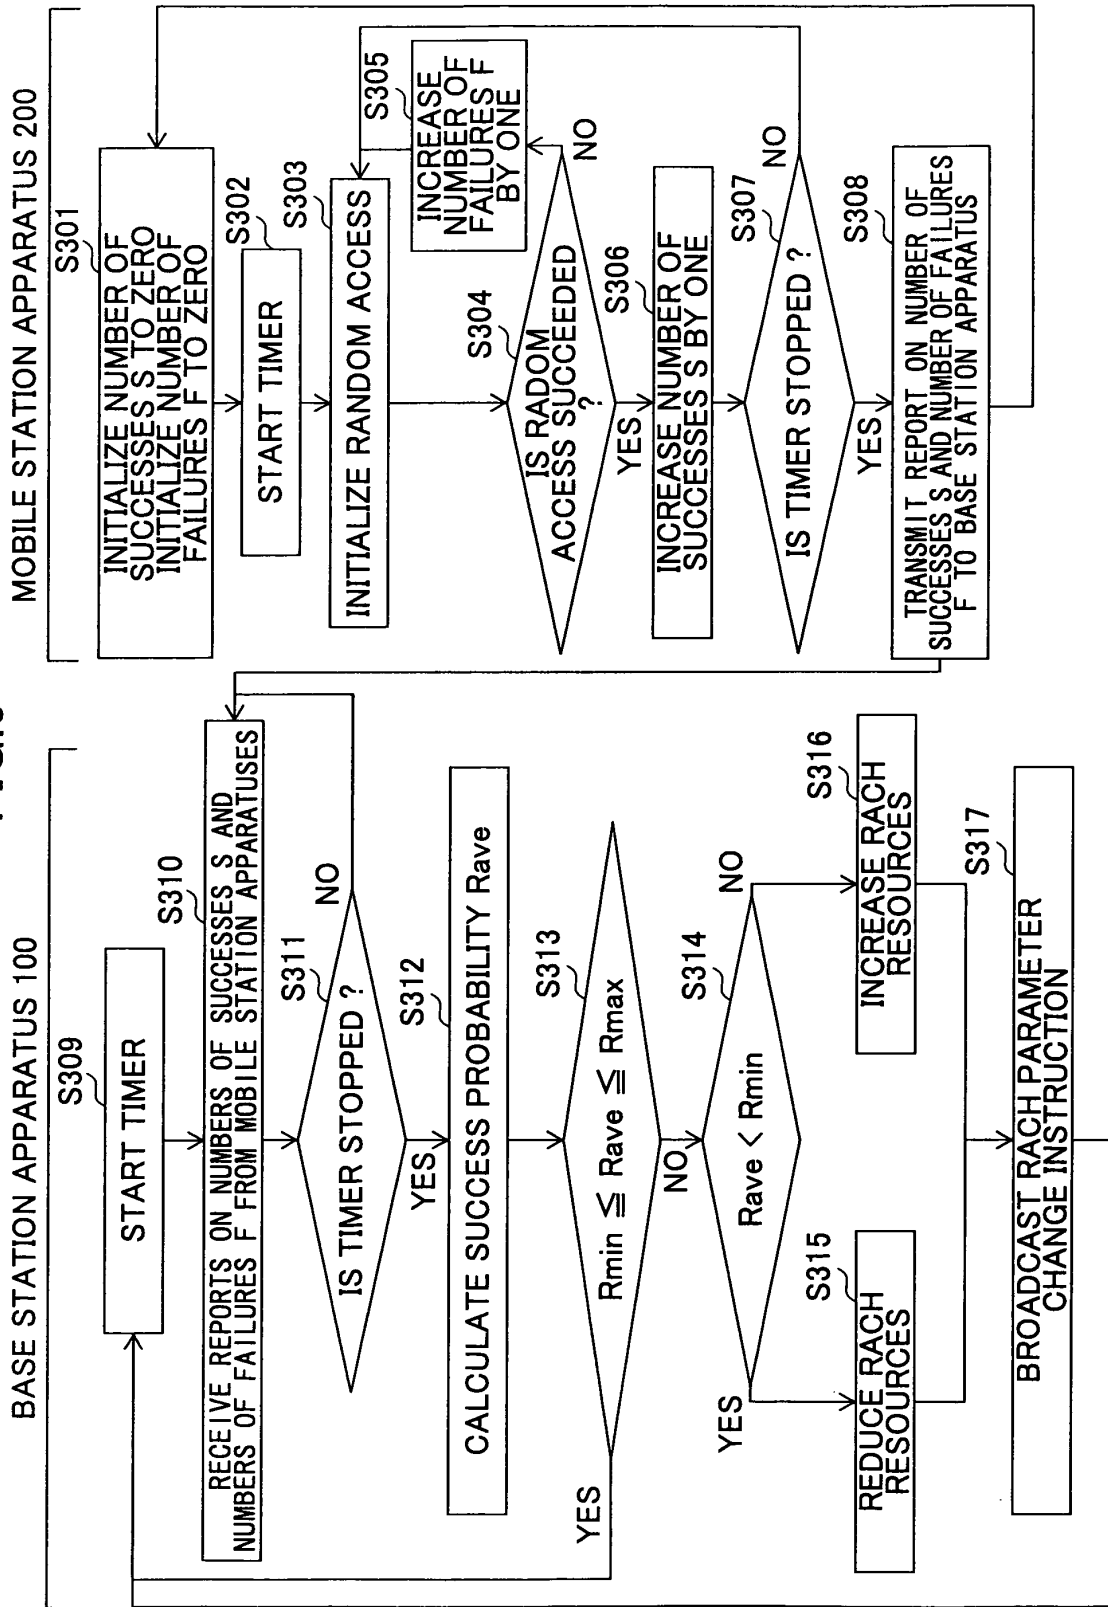 BASE STATION APPARATUS 100
S309
START TIMER
S310
RECEIVE REPORTS ON NUMBERS OF SUCCESSES S AND
NUMBERS OF FAILURES F FROM MOBILE STATION APPARATUSES
S311
IS TIMER STOPPED ?
NO
YES
S312
CALCULATE SUCCESS PROBABILITY Rave
S313
Rmin ≦ Rave ≦ Rmax
YES
NO
S314
Rave < Rmin
YES
NO
S315
REDUCE RACH
RESOURCES
S316
INCREASE RACH
RESOURCES
S317
BROADCAST RACH PARAMETER
CHANGE INSTRUCTION
MOBILE STATION APPARATUS 200
S301
INITIALIZE NUMBER OF
SUCCESSES S TO ZERO
INITIALIZE NUMBER OF
FAILURES F TO ZERO
S302
START TIMER
S303
INITIALIZE RANDOM ACCESS
S304
IS RADOM
ACCESS SUCCEEDED
?
NO
YES
S305
INCREASE
NUMBER OF
FAILURES F
BY ONE
S306
INCREASE NUMBER OF
SUCCESSES S BY ONE
S307
IS TIMER STOPPED ?
NO
YES
S308
TRANSMIT REPORT ON NUMBER OF
SUCCESSES S AND NUMBER OF FAILURES
F TO BASE STATION APPARATUS